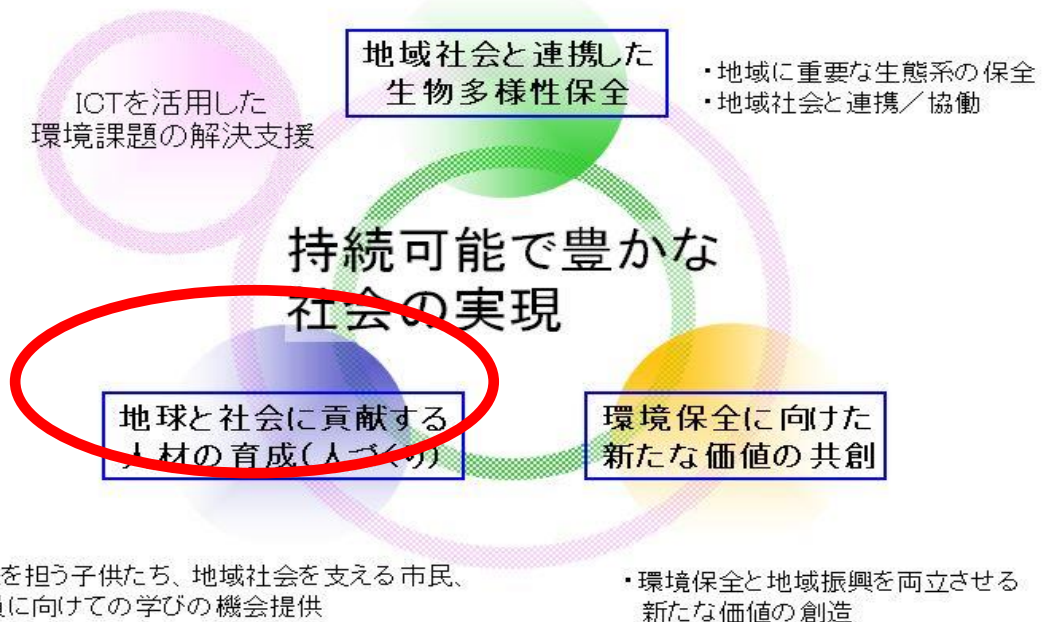 地域社会と連携した
生物多様性保全
・地域に重要な生態系の保全
・地域社会と連携／協働
ICTを活用した
環境課題の解決支援
持続可能で豊かな
社会の実現
地球と社会に貢献する
人材の育成(人づくり)
環境保全に向けた
新たな価値の共創
を担う子供たち、地域社会を支える市民、
に向けての学びの機会提供
・環境保全と地域振興を両立させる
新たな価値の創造